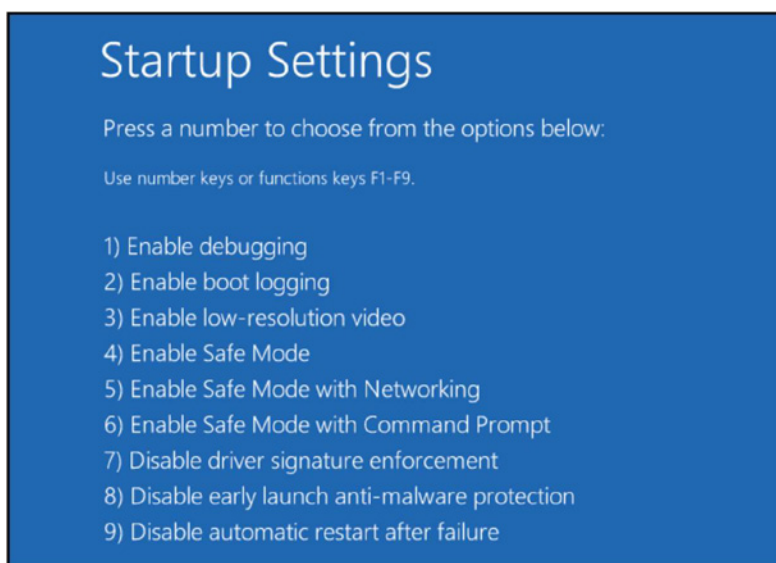 Startup Settings
Press a number to choose from the options below:
Use number keys or functions keys F1-F9.
1) Enable debugging
2) Enable boot logging
3) Enable low-resolution video
4) Enable Safe Mode
5) Enable Safe Mode with Networking
6) Enable Safe Mode with Command Prompt
7) Disable driver signature enforcement
8) Disable early launch anti-malware protection
9) Disable automatic restart after failure